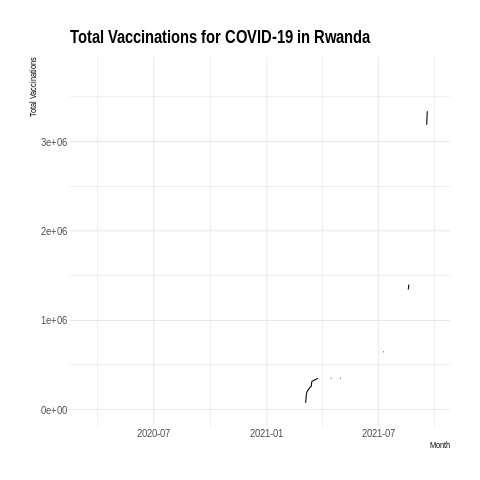 Total Vaccinations for COVID-19 in Rwanda
Total Vaccinations
3e+06
2e+06
1e+06
0e+00
2020-07 2021-01 2021-07
Month